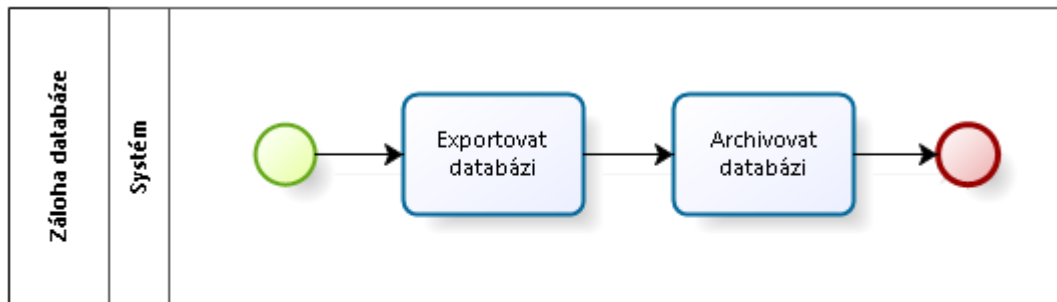 Záloha databáze
Systém
Exportovat
databázi
Archivovat
databázi